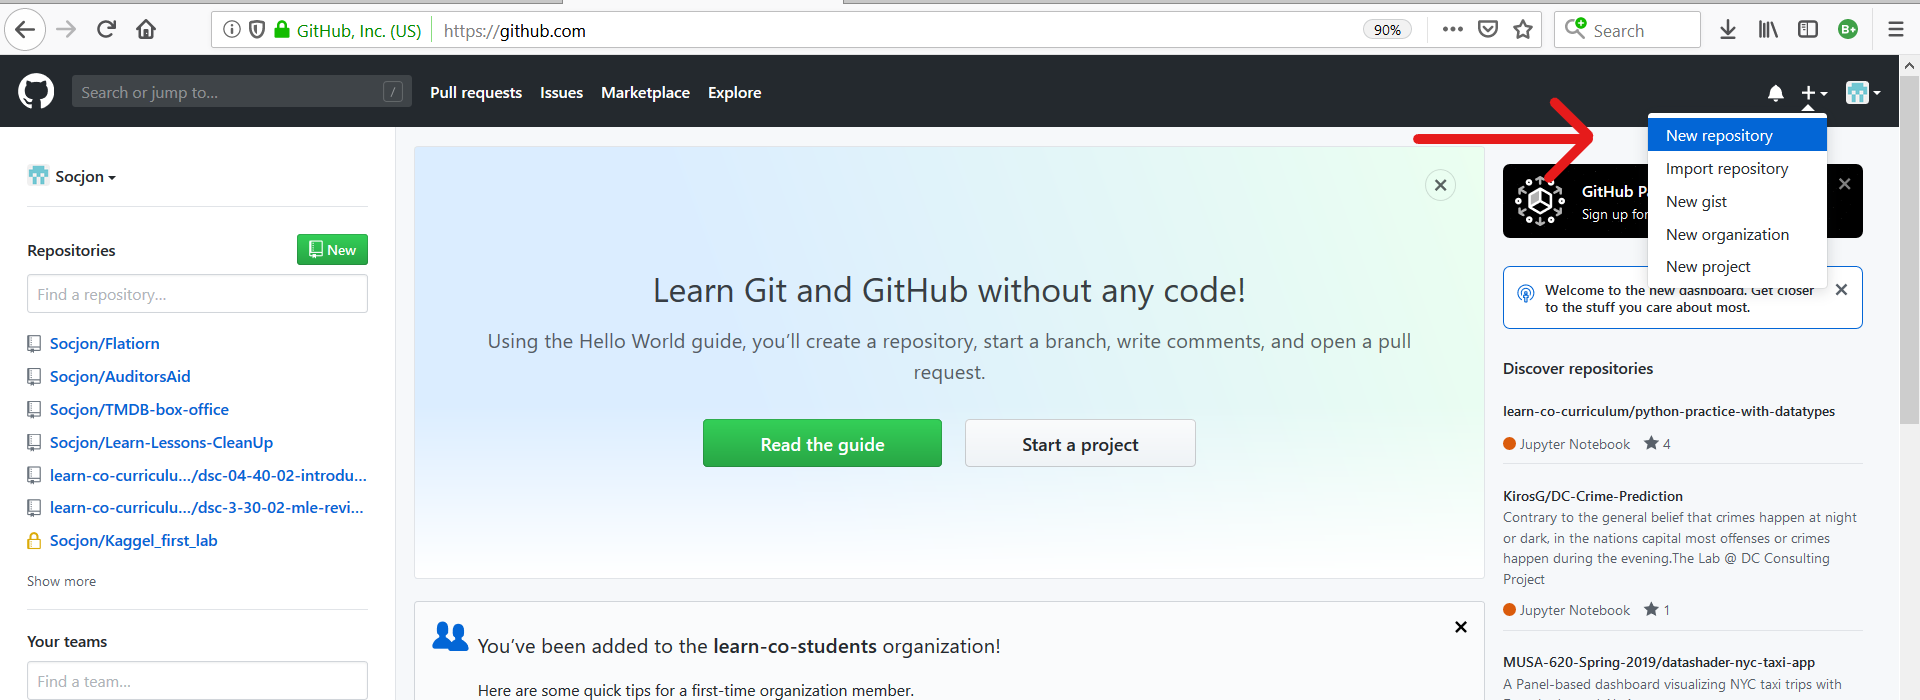 GitHub, Inc. (US)
https://github.com
90%
Search
B+
Search or jump to...
/
Pull requests
Issues
Marketplace
Explore
New repository
Import repository
New gist
New organization
New project
Socjon
Repositories
New
Find a repository...
Socjon/Flatiorn
Socjon/AuditorsAid
Socjon/TMDB-box-office
Socjon/Learn-Lessons-CleanUp
learn-co-curriculu.../dsc-04-40-02-introdu...
learn-co-curriculu.../dsc-3-30-02-mle-revi...
Socjon/Kaggel_first_lab
Show more
Your teams
Find a team...
Learn Git and GitHub without any code!
Using the Hello World guide, you’ll create a repository, start a branch, write comments, and open a pull
request.
Read the guide
Start a project
You’ve been added to the learn-co-students organization!
Here are some quick tips for a first-time organization member.
GitHub P
Sign up for
Welcome to the new dashboard. Get closer
to the stuff you care about most.
Discover repositories
learn-co-curriculum/python-practice-with-datatypes
Jupyter Notebook 4
KirosG/DC-Crime-Prediction
Contrary to the general belief that crimes happen at night
or dark, in the nations capital most offenses or crimes
happen during the evening.The Lab @ DC Consulting
Project
Jupyter Notebook 1
MUSA-620-Spring-2019/datashader-nyc-taxi-app
A Panel-based dashboard visualizing NYC taxi trips with